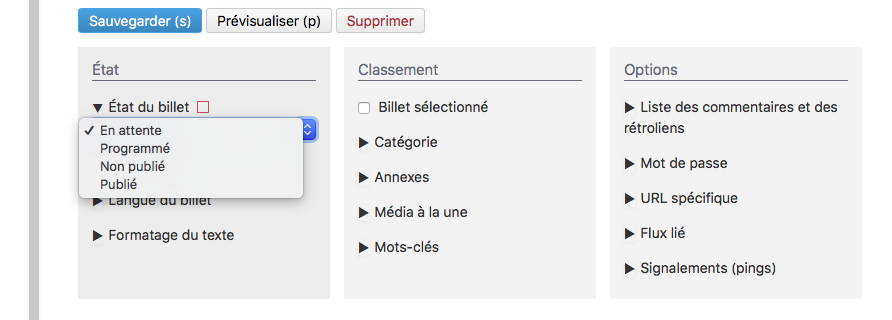 Sauvegarder (s)
Prévisualiser (p)
Supprimer
État
État du billet
En attente
Programmé
Non publié
Publié
Langue du billet
Formatage du texte
Classement
Billet sélectionné
Catégorie
Annexes
Média à la une
Mots-clés
Options
Liste des commentaires et des
rétroliens
Mot de passe
URL spécifique
Flux lié
Signalements (pings)